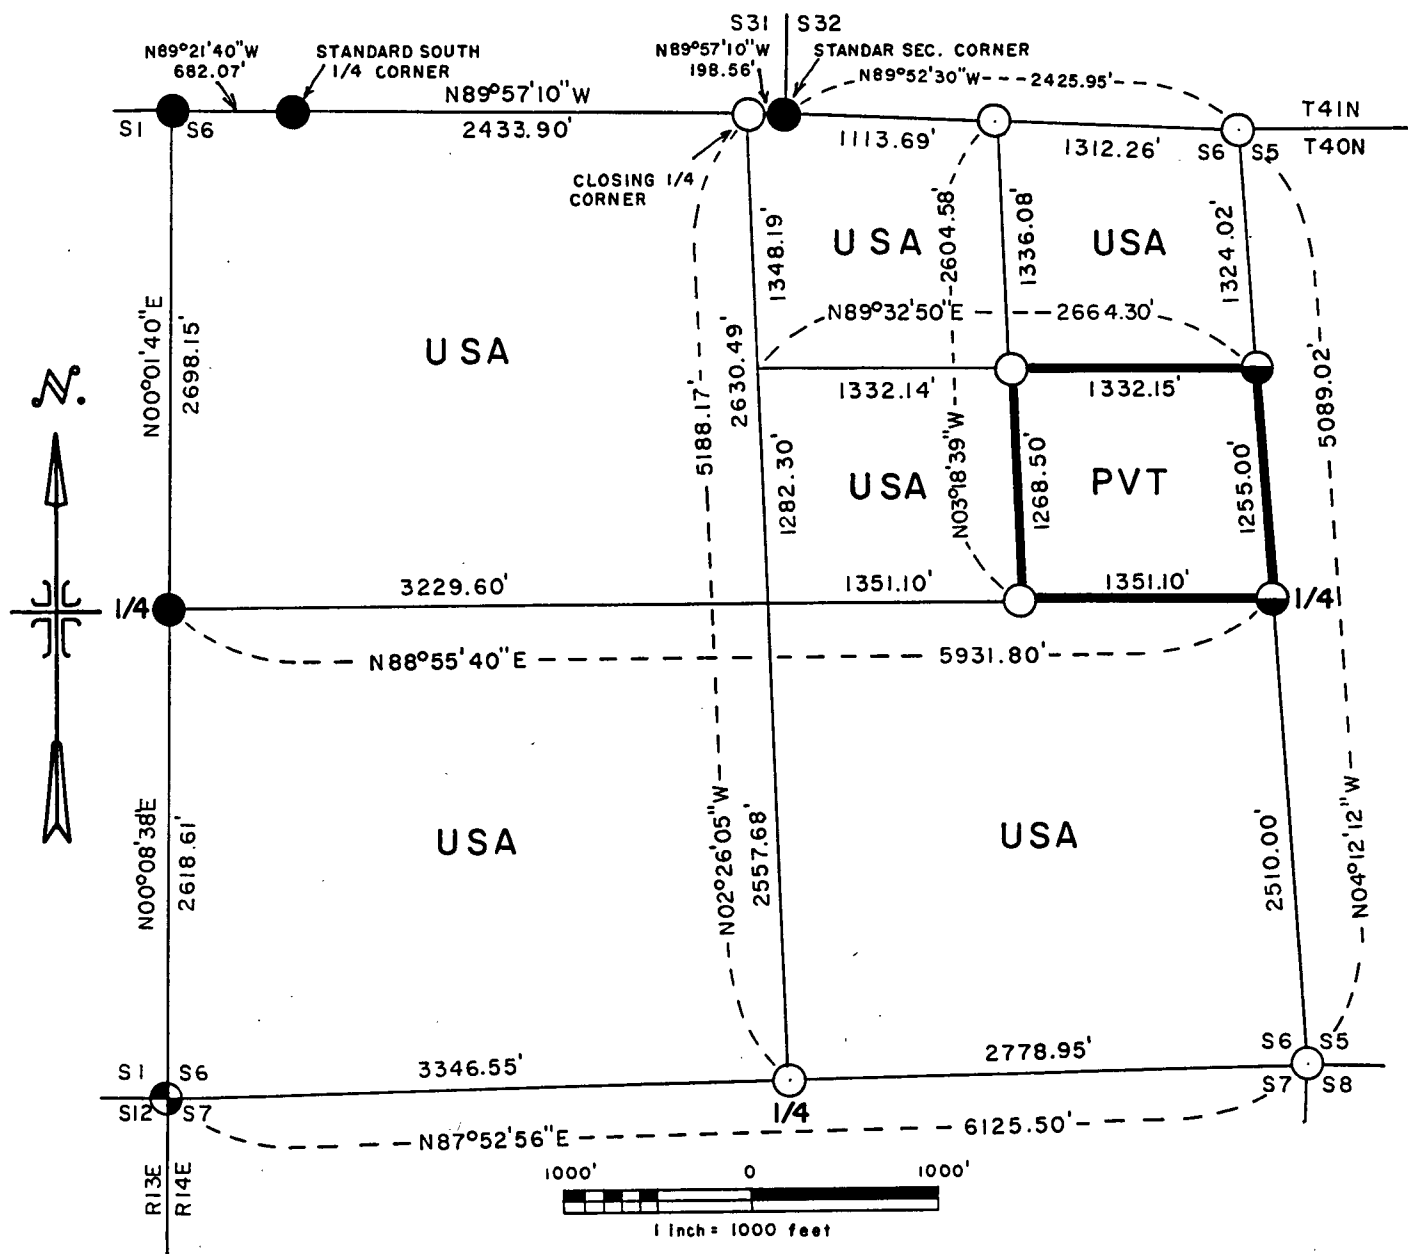 S31 S32
N89°21'40"W
682.07'
STANDARD SOUTH
1/4 CORNER
N89°57'10"W
198.56'
STANDAR SEC. CORNER
N89°52'30"W
2425.95'
N89°57'10"W
2433.90'
S1 S6
1113.69'
1312.26'
S6 S5
T41N
T40N
CLOSING 1/4
CORNER
USA
USA
1348.19'
2604.58'
1336.08'
1324.02'
N89°32'50"E
2664.30'
N00°01'40"E
2698.15'
USA
N.
5188.17'
2630.49'
1332.14'
1332.15'
5089.02'
1282.30'
USA
N03°18'39"W
1268.50'
PVT
1255.00'
1/4
3229.60'
1351.10'
1351.10'
1/4
N88°55'40"E
5931.80'
N00°08'38"E
2618.61'
USA
N02°26'05"W
2557.68'
USA
2510.00'
N04°12'12"W
S1 S6
3346.55'
2778.95'
S6 S5
S12 S7
1/4
S7 S8
N87°52'56"E
6125.50'
R13E
R14E
1000' 0 1000'
1 Inch = 1000 feet